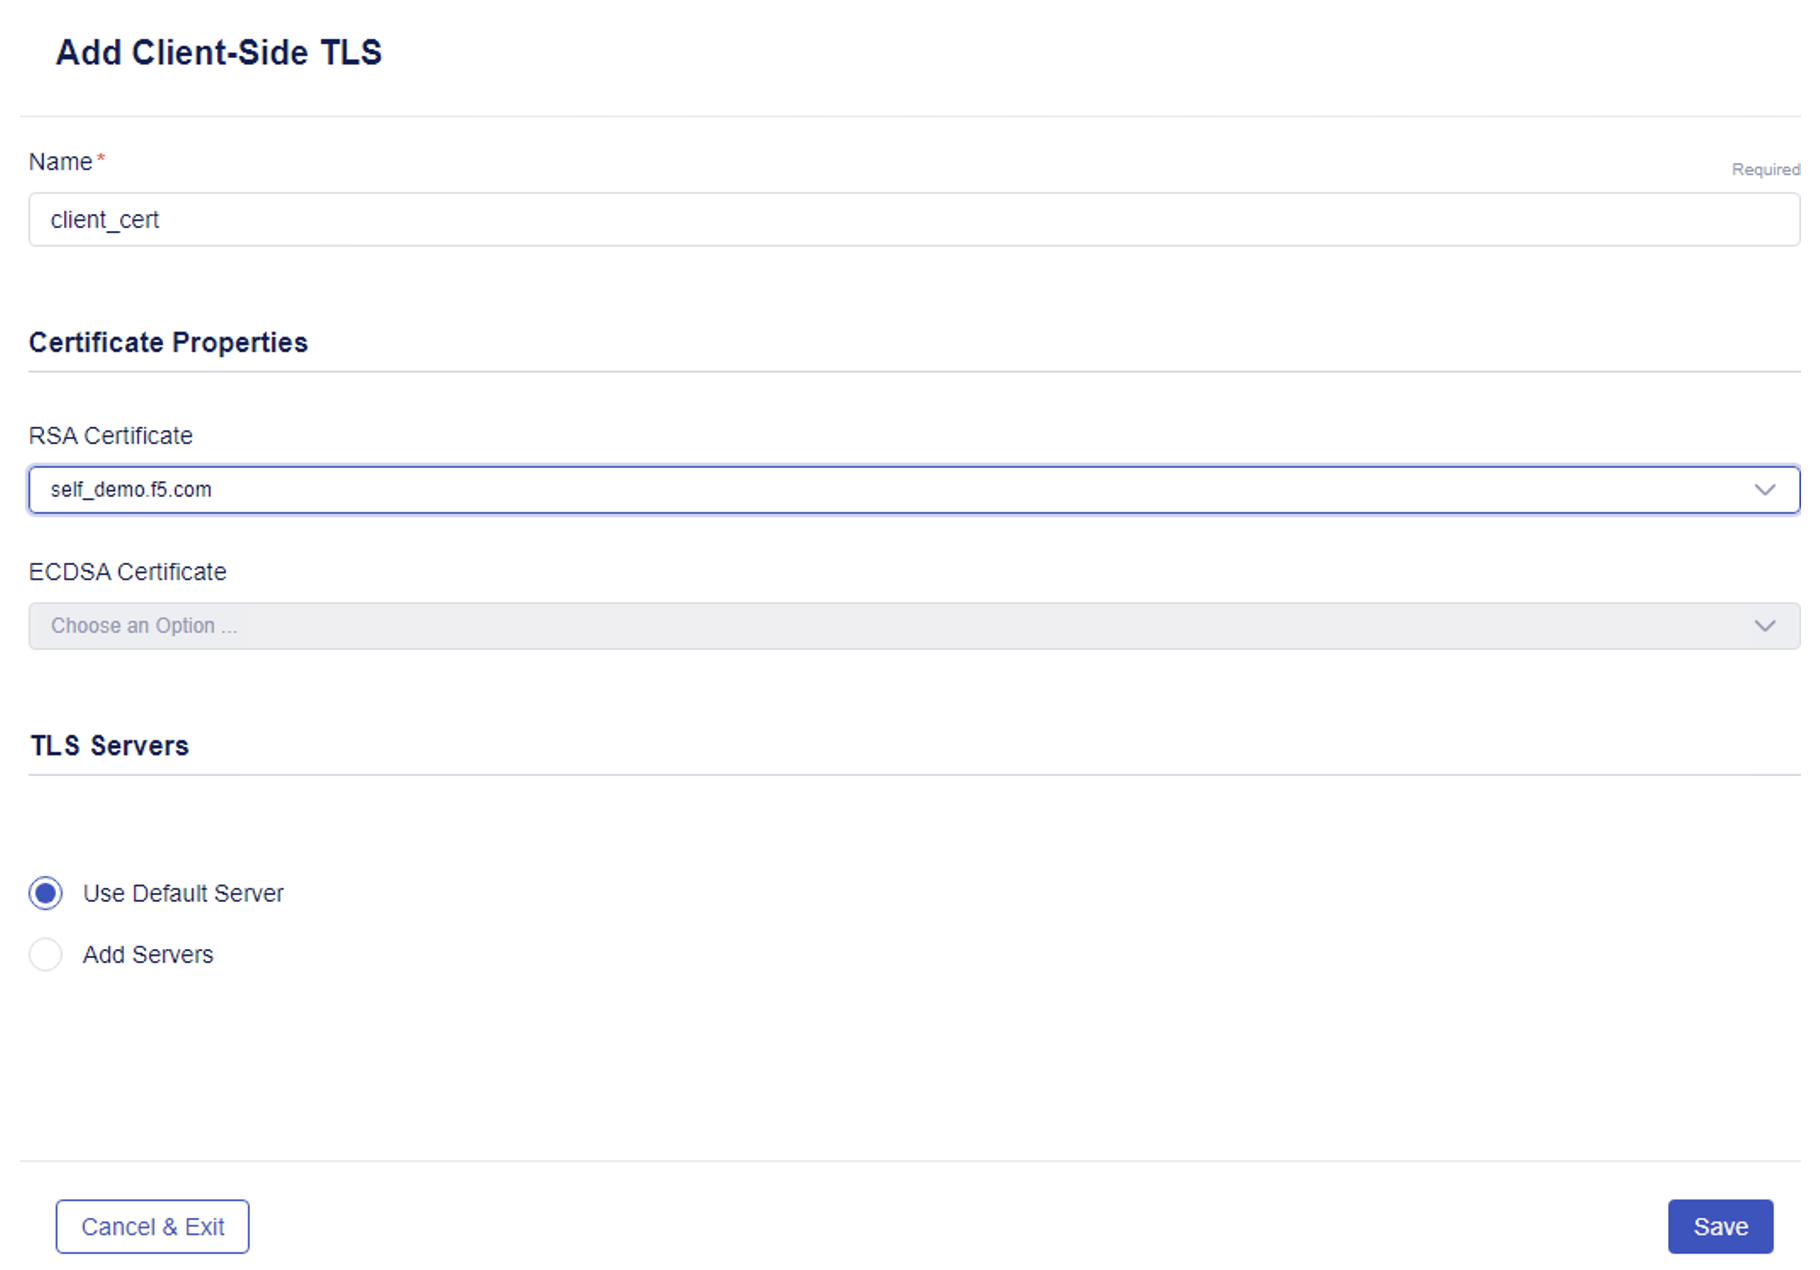 Add Client-Side TLS
Name*
Required
client_cert
Certificate Properties
RSA Certificate
self_demo.f5.com
ECDSA Certificate
Choose an Option ...
TLS Servers
Use Default Server
Add Servers
Cancel & Exit
Save